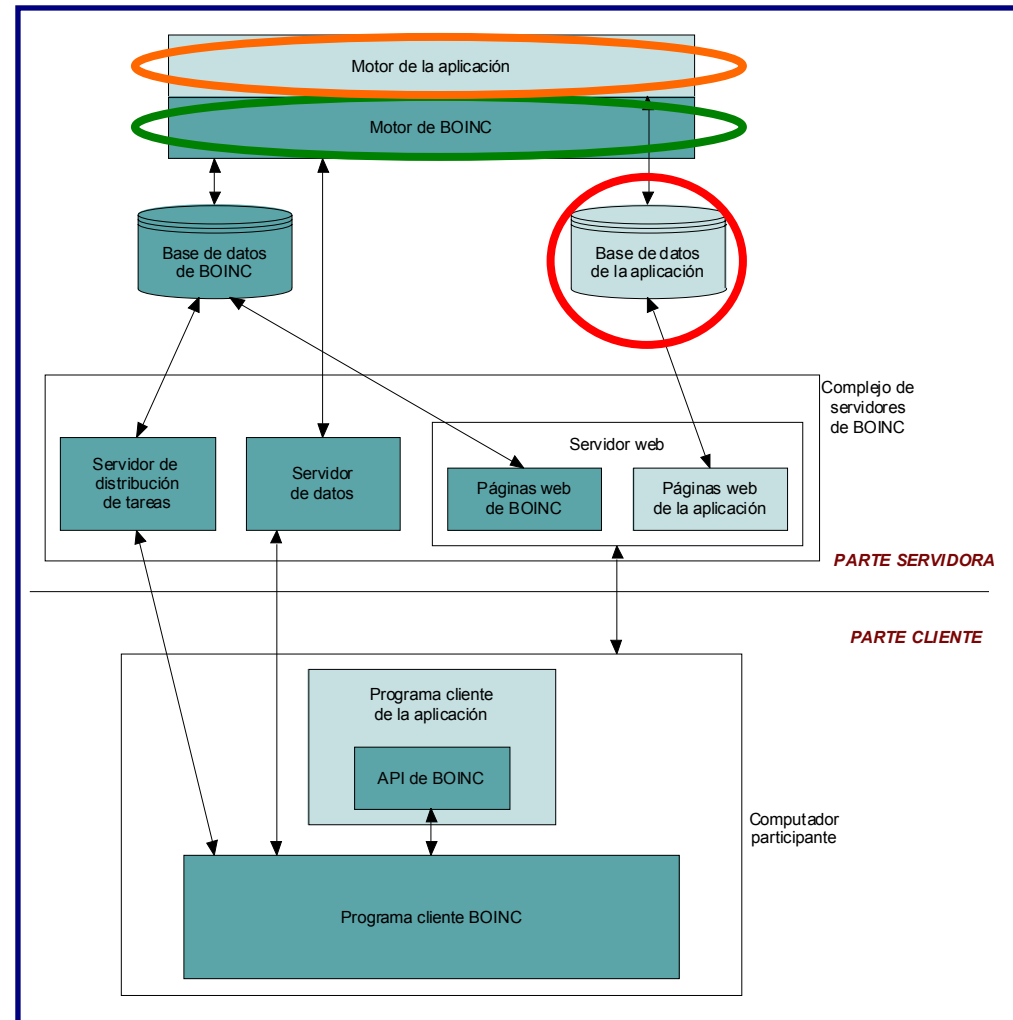 Motor de la aplicación
Motor de BOINC
Base de datos
de BOINC
Base de datos
de la aplicación
Complejo de
servidores
de BOINC
Servidor web
Servidor de
distribución
de tareas
Servidor
de datos
Páginas web
de BOINC
Páginas web
de la aplicación
PARTE SERVIDORA
PARTE CLIENTE
Programa cliente
de la aplicación
API de BOINC
Computador
participante
Programa cliente BOINC